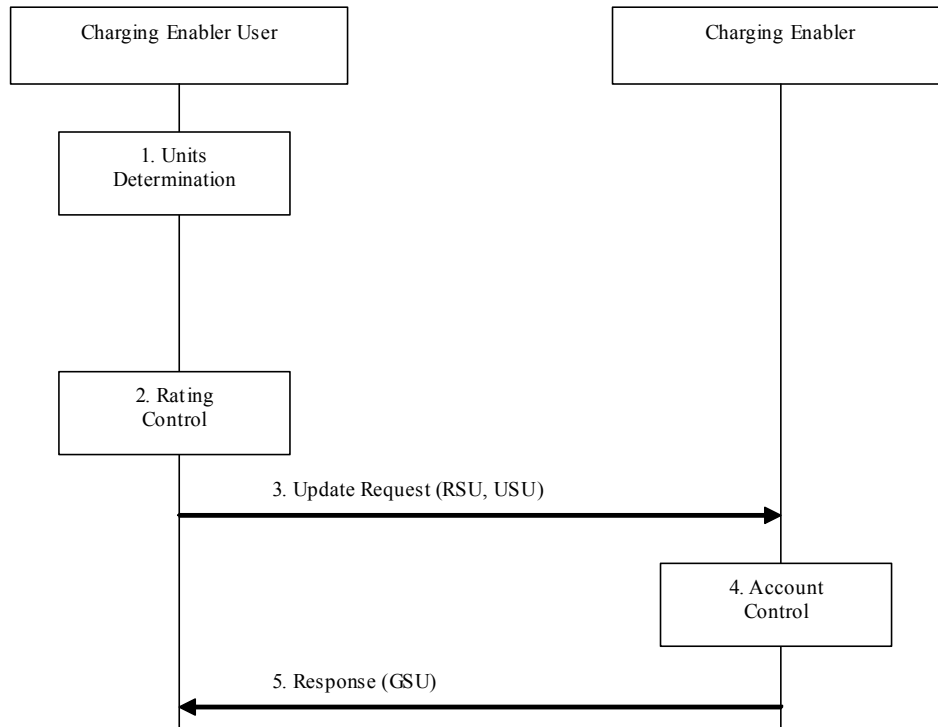 Charging Enabler User
Charging Enabler
1. Units
Determination
2. Rating
Control
3. Update Request (RSU, USU)
4. Account
Control
5. Response (GSU)